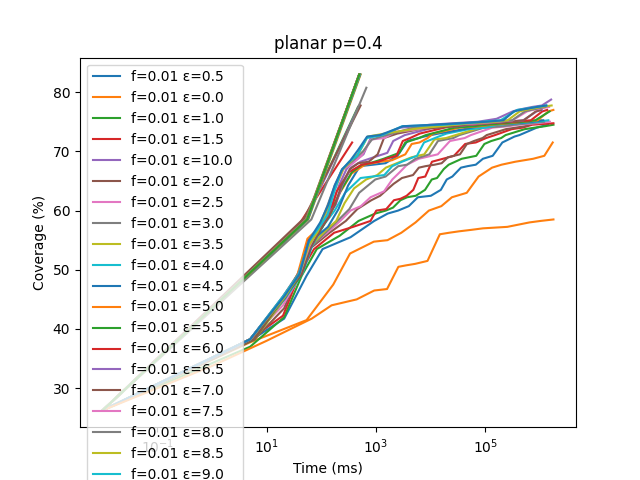 planar p=0.4
Coverage (%)
80
70
60
50
40
30
f=0.01 ε=0.5
f=0.01 ε=0.0
f=0.01 ε=1.0
f=0.01 ε=1.5
f=0.01 ε=10.0
f=0.01 ε=2.0
f=0.01 ε=2.5
f=0.01 ε=3.0
f=0.01 ε=3.5
f=0.01 ε=4.0
f=0.01 ε=4.5
f=0.01 ε=5.0
f=0.01 ε=5.5
f=0.01 ε=6.0
f=0.01 ε=6.5
f=0.01 ε=7.0
f=0.01 ε=7.5
f=0.01 ε=8.0
f=0.01 ε=8.5
f=0.01 ε=9.0
10⁻¹ 10¹ 10³ 10⁵
Time (ms)